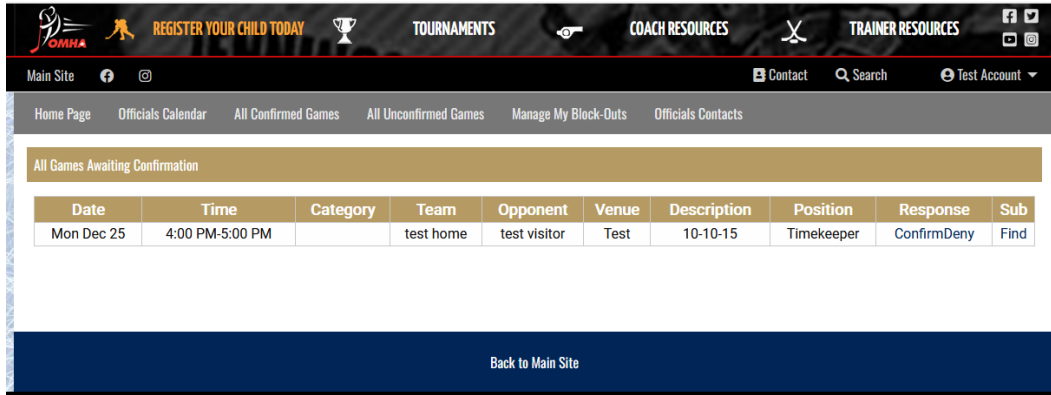 OMHA REGISTER YOUR CHILD TODAY TOURNAMENTS COACH RESOURCES TRAINER RESOURCES
Main Site Contact Search Test Account
Home Page Officials Calendar All Confirmed Games All Unconfirmed Games Manage My Block-Outs Officials Contacts
All Games Awaiting Confirmation
Date Time Category Team Opponent Venue Description Position Response Sub
Mon Dec 25 4:00 PM-5:00 PM test home test visitor Test 10-10-15 Timekeeper ConfirmDeny Find
Back to Main Site